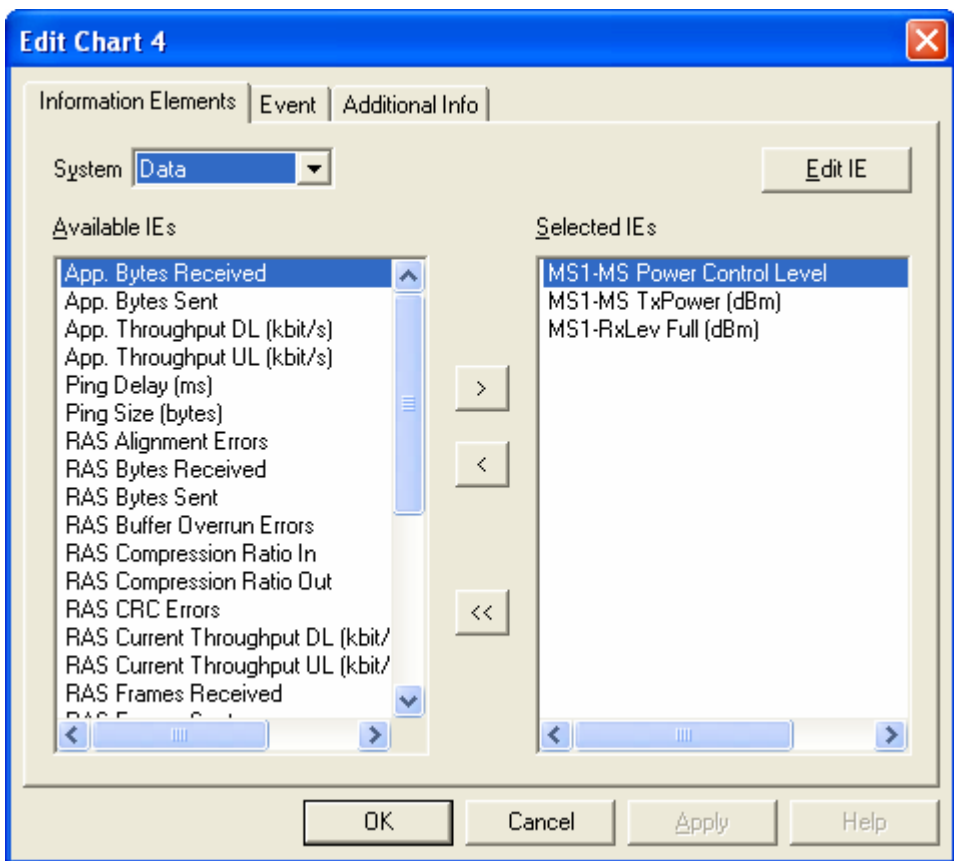 Edit Chart 4
Information Elements
Event
Additional Info
System
Data
Edit IE
Available IEs
App. Bytes Received
App. Bytes Sent
App. Throughput DL (kbit/s)
App. Throughput UL (kbit/s)
Ping Delay (ms)
Ping Size (bytes)
RAS Alignment Errors
RAS Bytes Received
RAS Bytes Sent
RAS Buffer Overrun Errors
RAS Compression Ratio In
RAS Compression Ratio Out
RAS CRC Errors
RAS Current Throughput DL (kbit/
RAS Current Throughput UL (kbit/
RAS Frames Received
>
<
<<
Selected IEs
MS1-MS Power Control Level
MS1-MS TxPower (dBm)
MS1-RxLev Full (dBm)
OK
Cancel
Apply
Help